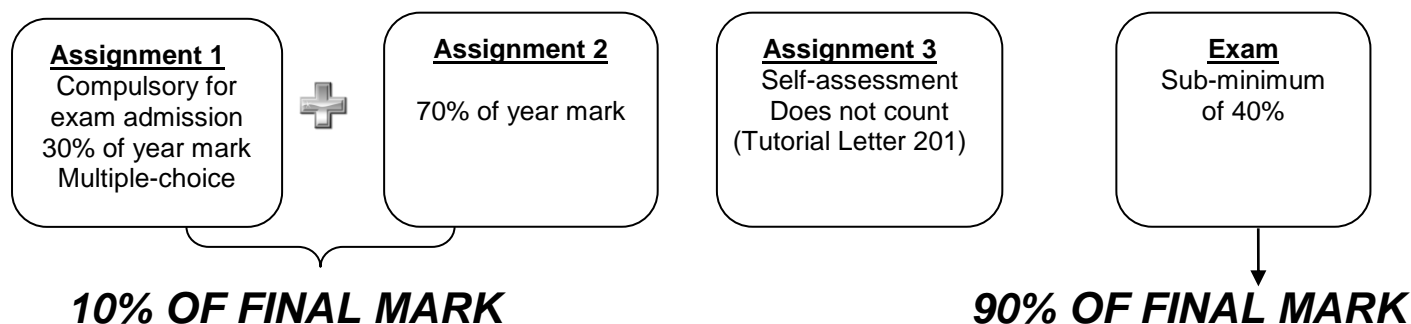 Assignment 1
Compulsory for
exam admission
30% of year mark
Multiple-choice
Assignment 2
70% of year mark
Assignment 3
Self-assessment
Does not count
(Tutorial Letter 201)
Exam
Sub-minimum
of 40%
10% OF FINAL MARK
90% OF FINAL MARK